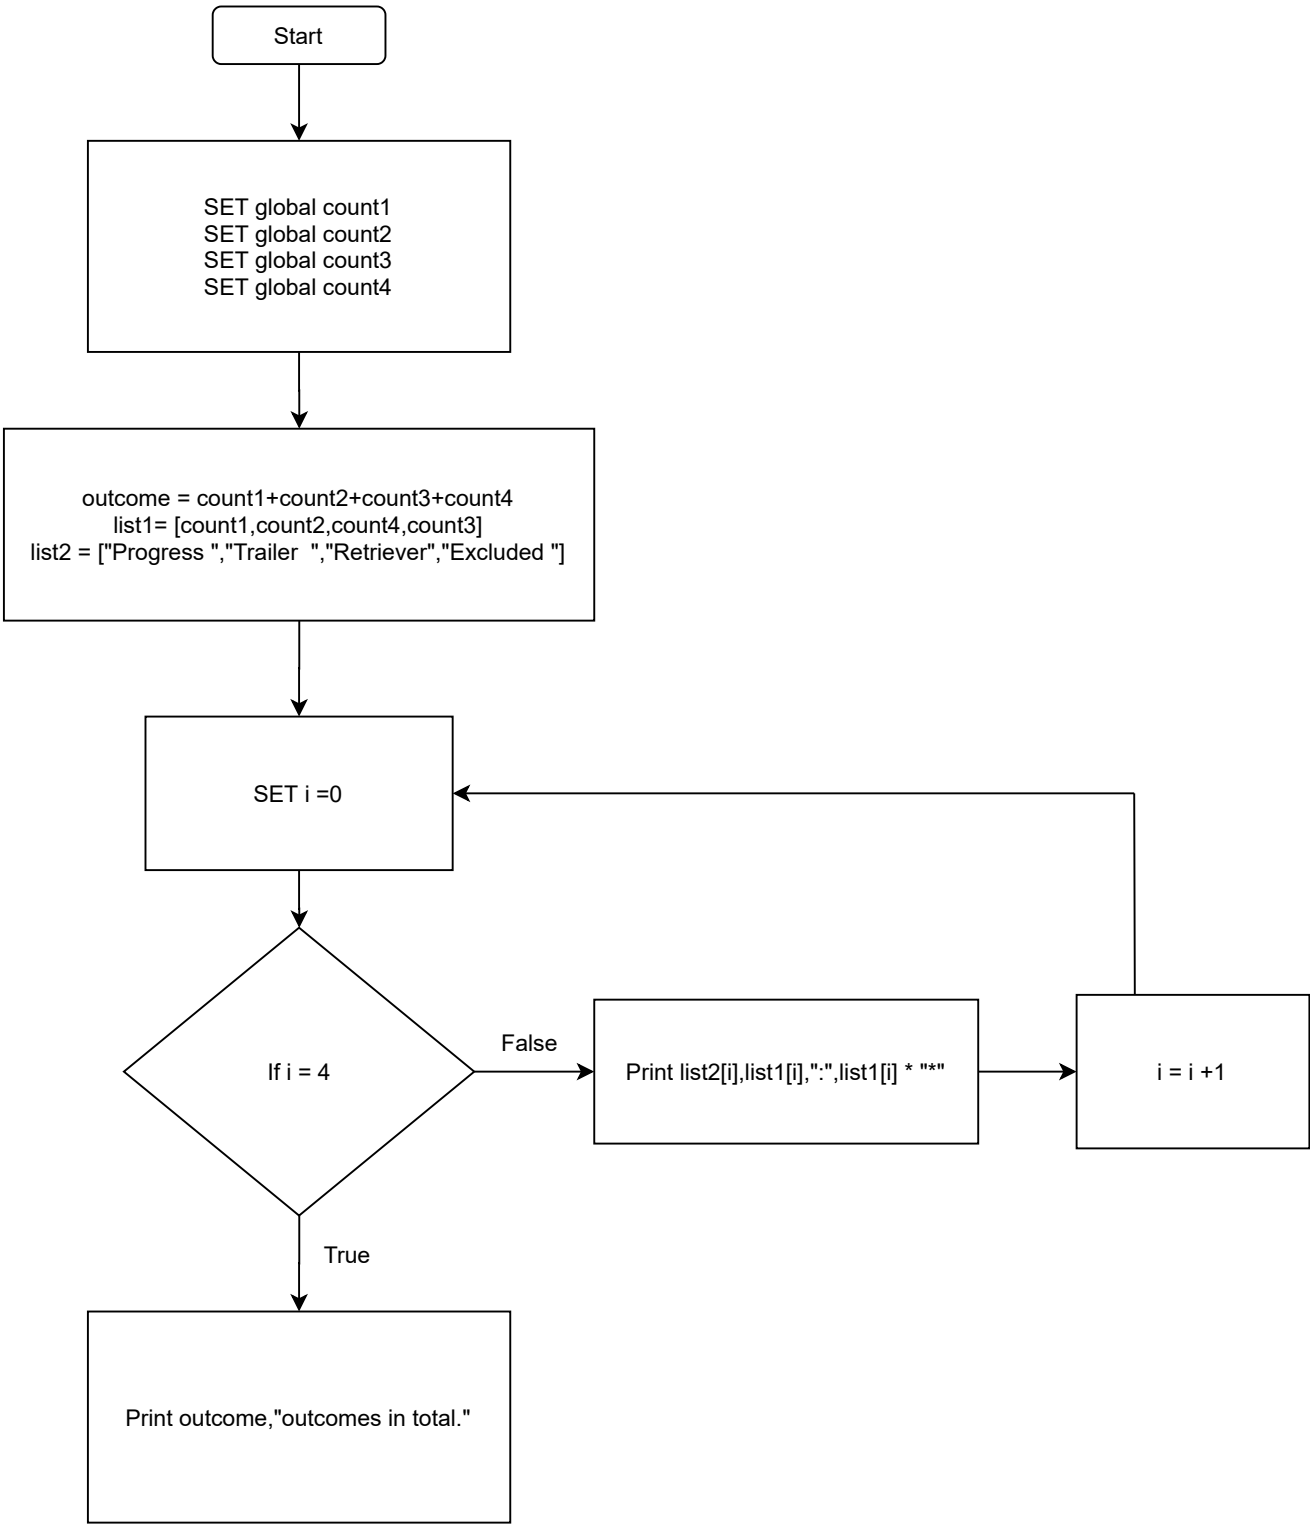 Start
SET global count1
SET global count2
SET global count3
SET global count4
outcome = count1+count2+count3+count4
list1= [count1,count2,count4,count3]
list2 = ["Progress ","Trailer  ","Retriever","Excluded "]
SET i =0
If i = 4
False
Print list2[i],list1[i],":",list1[i] * "*"
i = i +1
True
Print outcome,"outcomes in total."